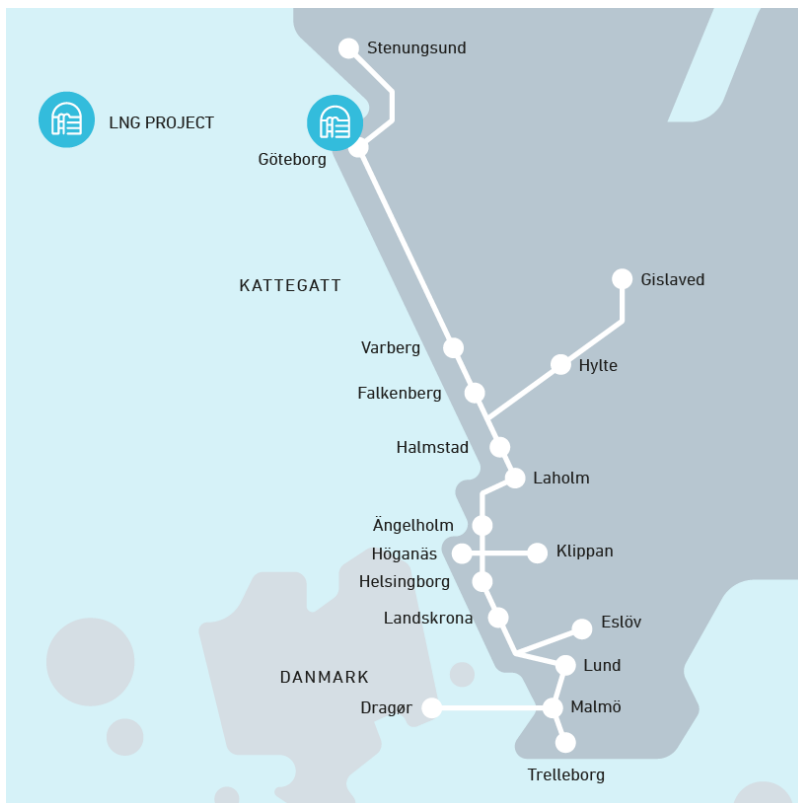 Stenungsund
LNG PROJECT
Göteborg
Gislaved
KATTEGATT
Varberg
Hylte
Falkenberg
Halmstad
Laholm
Ängelholm
Höganäs
Klippan
Helsingborg
Landskrona
Eslöv
Lund
DANMARK
Dragør
Malmö
Trelleborg